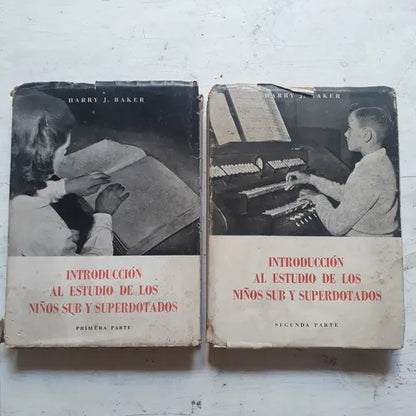 HARRY J. BAKER
INTRODUCCIÓN
AL ESTUDIO DE LOS
NIÑOS SUB Y SUPERDOTADOS
PRIMERA PARTE
HARRY J. BAKER
INTRODUCCIÓN
AL ESTUDIO DE LOS
NIÑOS SUB Y SUPERDOTADOS
SEGUNDA PARTE